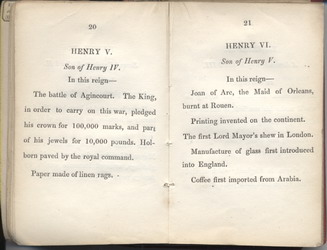 20
HENRY V.
Son of Henry IV.
In this reign—
The battle of Agincourt. The King,
in order to carry on this war, pledged
his crown for 100,000 marks, and part
of his jewels for 10,000 pounds. Hol-
born paved by the royal command.
Paper made of linen rags.
21
HENRY VI.
Son of Henry V.
In this reign—
Joan of Arc, the Maid of Orleans,
burnt at Rouen.
Printing invented on the continent.
The first Lord Mayor's shew in London.
Manufacture of glass first introduced
into England.
Coffee first imported from Arabia.